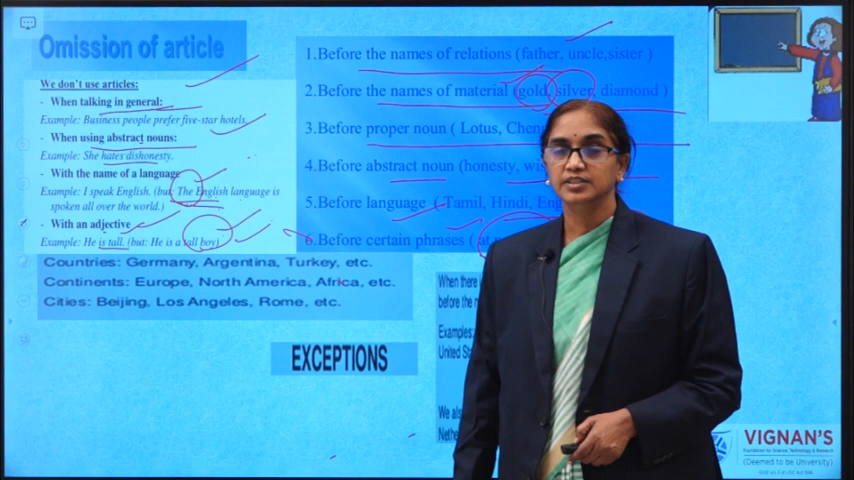 Omission of article
We don't use articles:
- When talking in general:
Example: Business people prefer five-star hotels.
- When using abstract nouns:
Example: She hates dishonesty.
- With the name of a language
Example: I speak English. (but: The English language is
spoken all over the world.)
- With an adjective
Example: He is tall. (but: He is a tall boy)
Countries: Germany, Argentina, Turkey, etc.
Continents: Europe, North America, Africa, etc.
Cities: Beijing, Los Angeles, Rome, etc.
1.Before the names of relations (father, uncle,sister )
2.Before the names of material (gold, silver, diamond )
3.Before proper noun ( Lotus,
4.Before abstract noun (honesty,
5.Before language ( Tamil, Hindi,
6.Before certain phrases ( at
EXCEPTIONS
When there
before the
Examples:
United
We
VIGNAN'S
Foundation for Science, Technology & Research
(Deemed to be University)